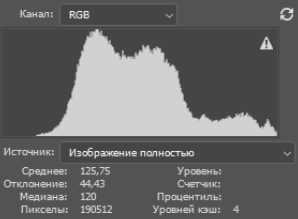 Канал: RGB
Источник: Изображение полностью
Среднее: 125,75 Уровень:
Отклонение: 44,43 Счетчик:
Медиана: 120 Процентиль:
Пикселы: 190512 Уровней кэш: 4